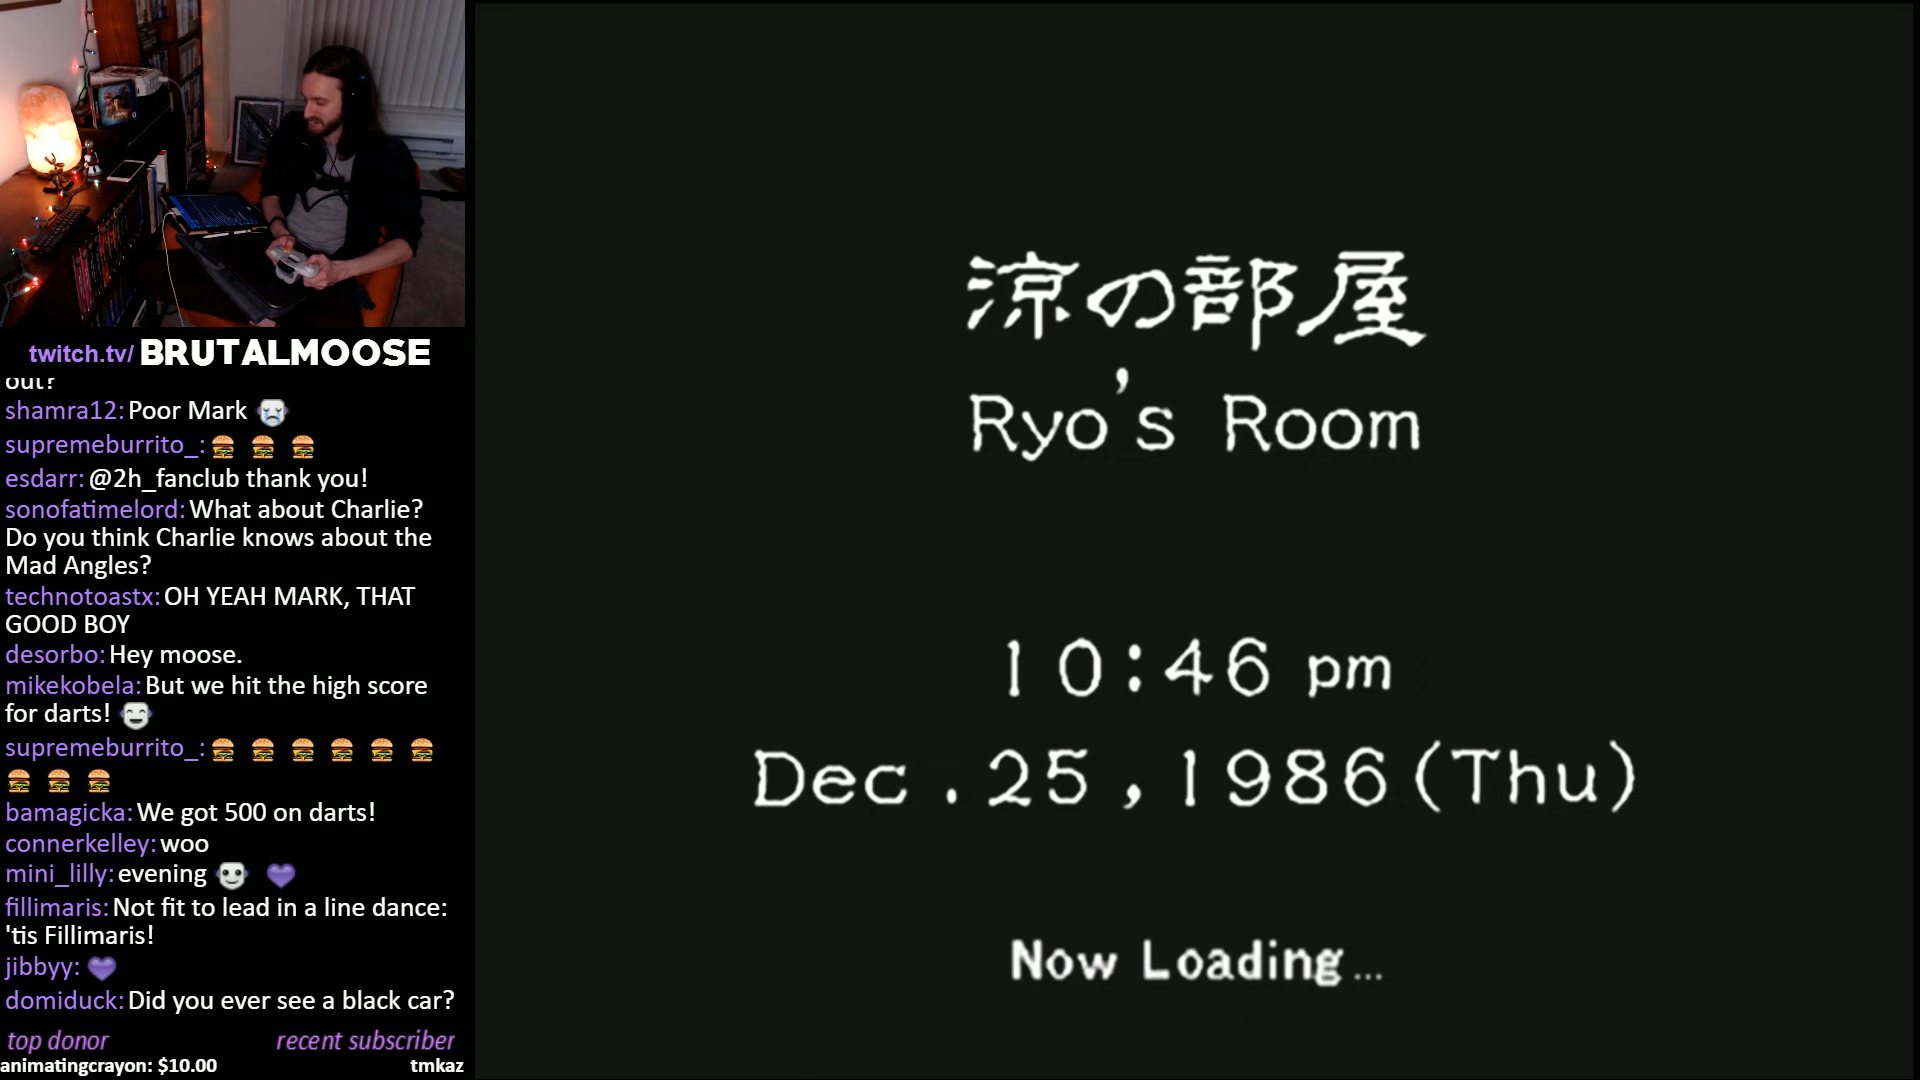 twitch.tv/ BRUTALMOOSE
out?
shamra12: Poor Mark
supremeburrito_:
esdarr: @2h_fanclub thank you!
sonofatimelord: What about Charlie?
Do you think Charlie knows about the
Mad Angles?
technotoastx: OH YEAH MARK, THAT
GOOD BOY
desorbo: Hey moose.
mikekobela: But we hit the high score
for darts!
supremeburrito_:
bamagicka: We got 500 on darts!
connerkelley: woo
mini_lilly: evening
fillimaris: Not fit to lead in a line dance:
'tis Fillimaris!
jibbyy:
domiduck: Did you ever see a black car?
top donor recent subscriber
animatingcrayon: $10.00 tmkaz
涼の部屋
Ryo's Room
10:46 pm
Dec.25,1986(Thu)
Now Loading...